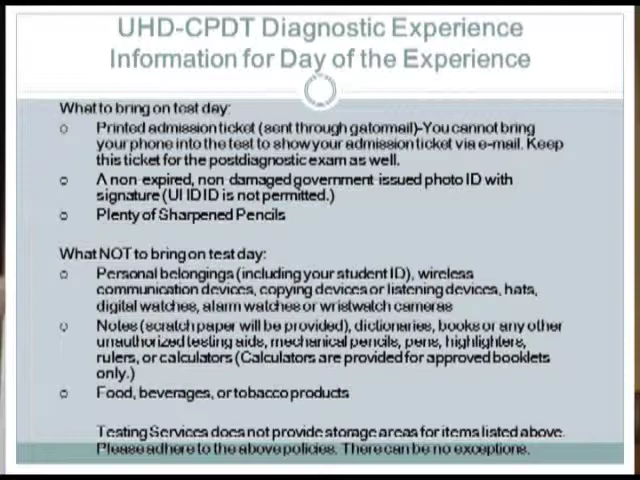 UHD-CPDT Diagnostic Experience
Information for Day of the Experience
What to bring on test day:
Printed admission ticket (sent through gatormail)-You cannot bring
your phone into the test to show your admission ticket via e-mail. Keep
this ticket for the postdiagnostic exam as well.
A non-expired, non-damaged government-issued photo ID with
signature (UHD ID is not permitted.)
Plenty of Sharpened Pencils
What NOT to bring on test day:
Personal belongings (including your student ID), wireless
communication devices, copying devices or listening devices, hats,
digital watches, alarm watches or wristwatch cameras
Notes (scratch paper will be provided), dictionaries, books or any other
unauthorized testing aids, mechanical pencils, pens, highlighters,
rulers, or calculators (Calculators are provided for approved booklets
only.)
Food, beverages, or tobacco products
Testing Services does not provide storage areas for items listed above.
Please adhere to the above policies. There can be no exceptions.